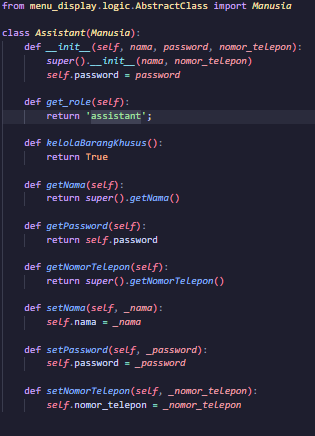 from menu_display.logic.AbstractClass import Manusia
class Assistant(Manusia):
def __init__(self, nama, password, nomor_telepon):
super().__init__(nama, nomor_telepon)
self.password = password
def get_role(self):
return 'assistant';
def kelolaBarangKhusus():
return True
def getNama(self):
return super().getNama()
def getPassword(self):
return self.password
def getNomorTelepon(self):
return super().getNomorTelepon()
def setNama(self, _nama):
self.nama = _nama
def setPassword(self, _password):
self.password = _password
def setNomorTelepon(self, _nomor_telepon):
self.nomor_telepon = _nomor_telepon